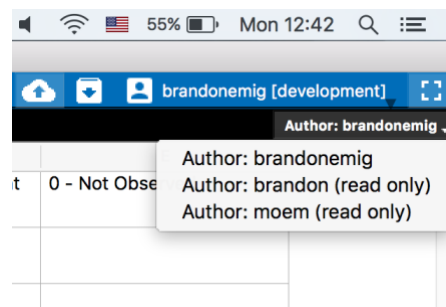 55% Mon 12:42
brandonemig [development]
Author: brandonemig
Author: brandonemig
t 0 - Not Obse
Author: brandon (read only)
Author: moem (read only)